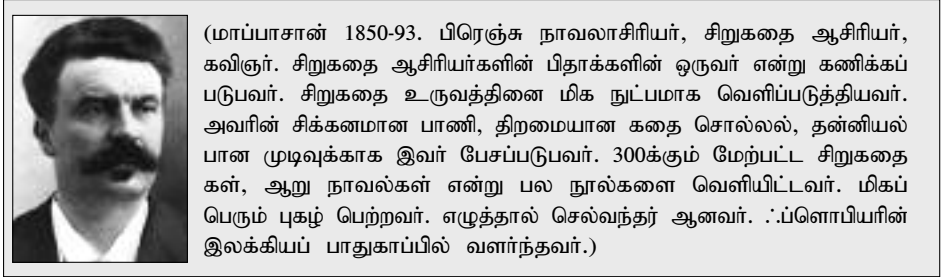 (மாப்பாசான் 1850-93. பிரெஞ்சு நாவலாசிரியர், சிறுகதை ஆசிரியர்,
கவிஞர். சிறுகதை ஆசிரியர்களின் பிதாக்களின் ஒருவர் என்று கணிக்கப்
படுபவர். சிறுகதை உருவத்தினை மிக நுட்பமாக வெளிப்படுத்தியவர்.
அவரின் சிக்கனமான பாணி, திறமையான கதை சொல்லல், தன்னியல்
பான முடிவுக்காக இவர் பேசப்படுபவர். 300க்கும் மேற்பட்ட சிறுகதை
கள், ஆறு நாவல்கள் என்று பல நூல்களை வெளியிட்டவர். மிகப்
பெரும் புகழ் பெற்றவர். எழுத்தால் செல்வந்தர் ஆனவர். ஃப்ளொபியரின்
இலக்கியப் பாதுகாப்பில் வளர்ந்தவர்.)